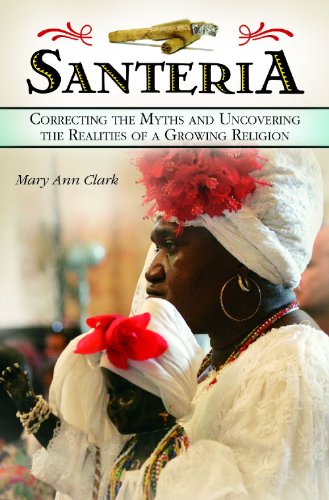 SANTERIA
CORRECTING THE MYTHS AND UNCOVERING
THE REALITIES OF A GROWING RELIGION
Mary Ann Clark